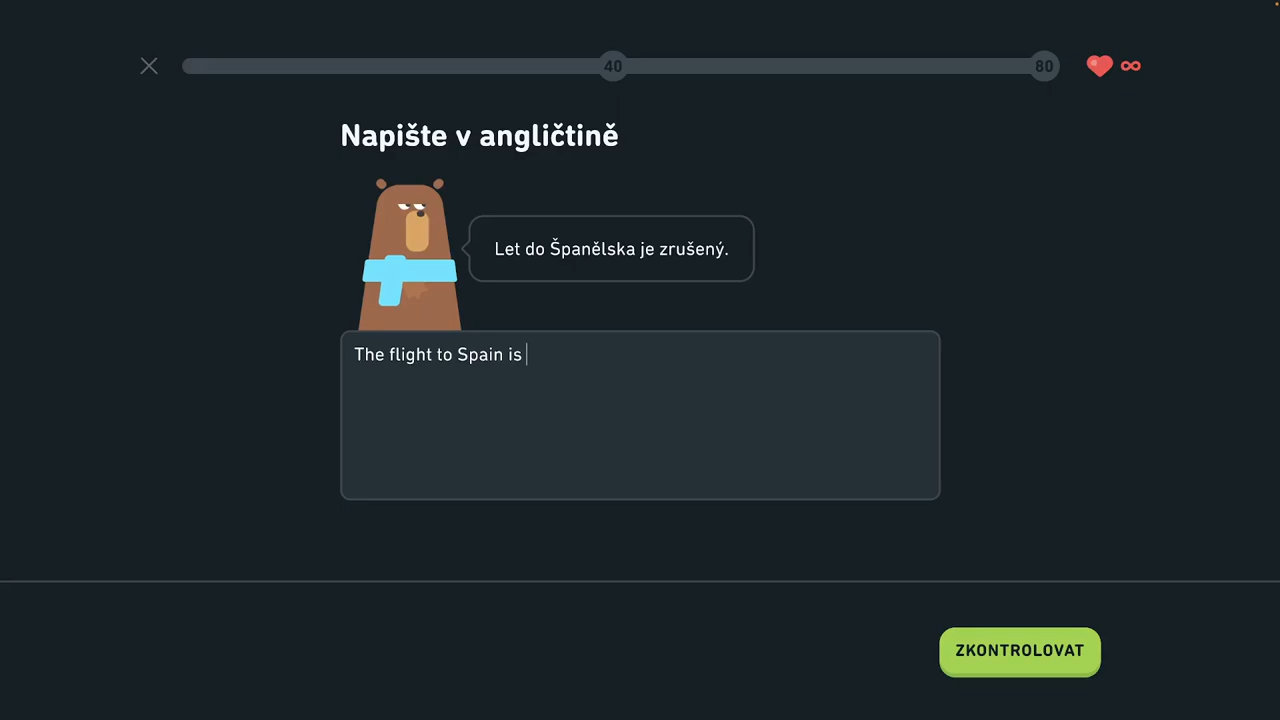 40
80
∞
Napište v angličtině
Let do Španělska je zrušený.
The flight to Spain is
ZKONTROLOVAT